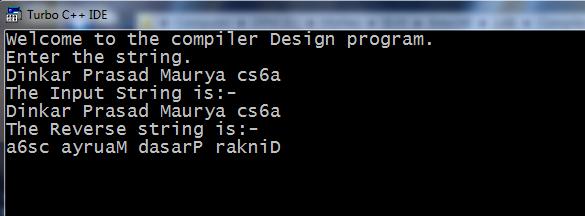 Turbo C++ IDE
Welcome to the compiler Design program.
Enter the string.
Dinkar Prasad Maurya cs6a
The Input String is:-
Dinkar Prasad Maurya cs6a
The Reverse string is:-
a6sc ayruaM dasarP rakniD